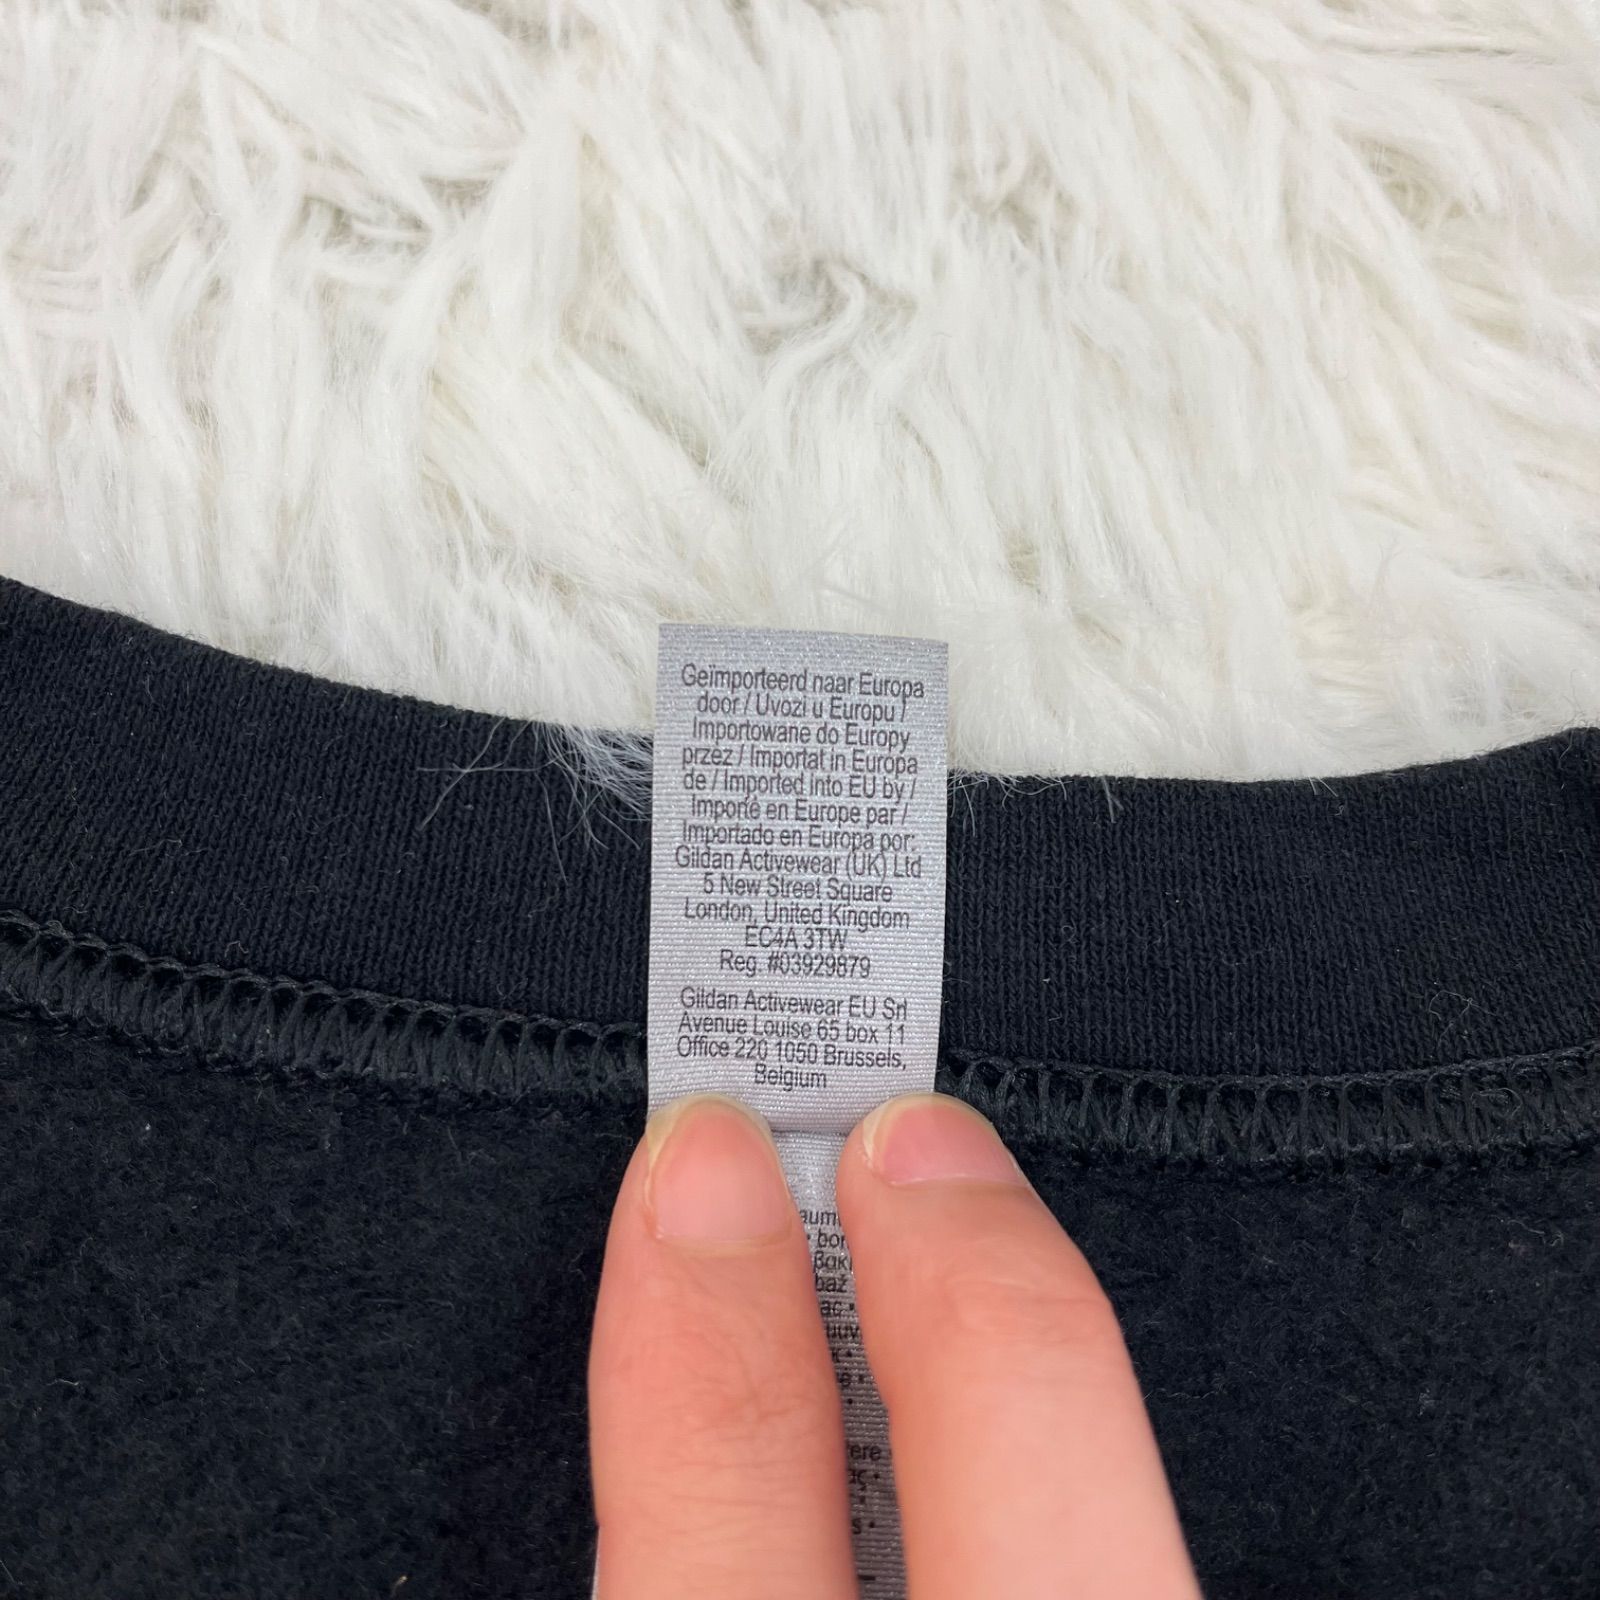 Geïmporteerd naar Europa
door / Uvozi u Europu /
Importowane do Europy
przez / Importat in Europa
de / Imported into EU by /
Importé en Europe par /
Importado en Europa por:
Gildan Activewear (UK) Ltd
5 New Street Square
London, United Kingdom
EC4A 3TW
Reg. #03929879
Gildan Activewear EU Srl
Avenue Louise 65 box 11
Office 220 1050 Brussels,
Belgium